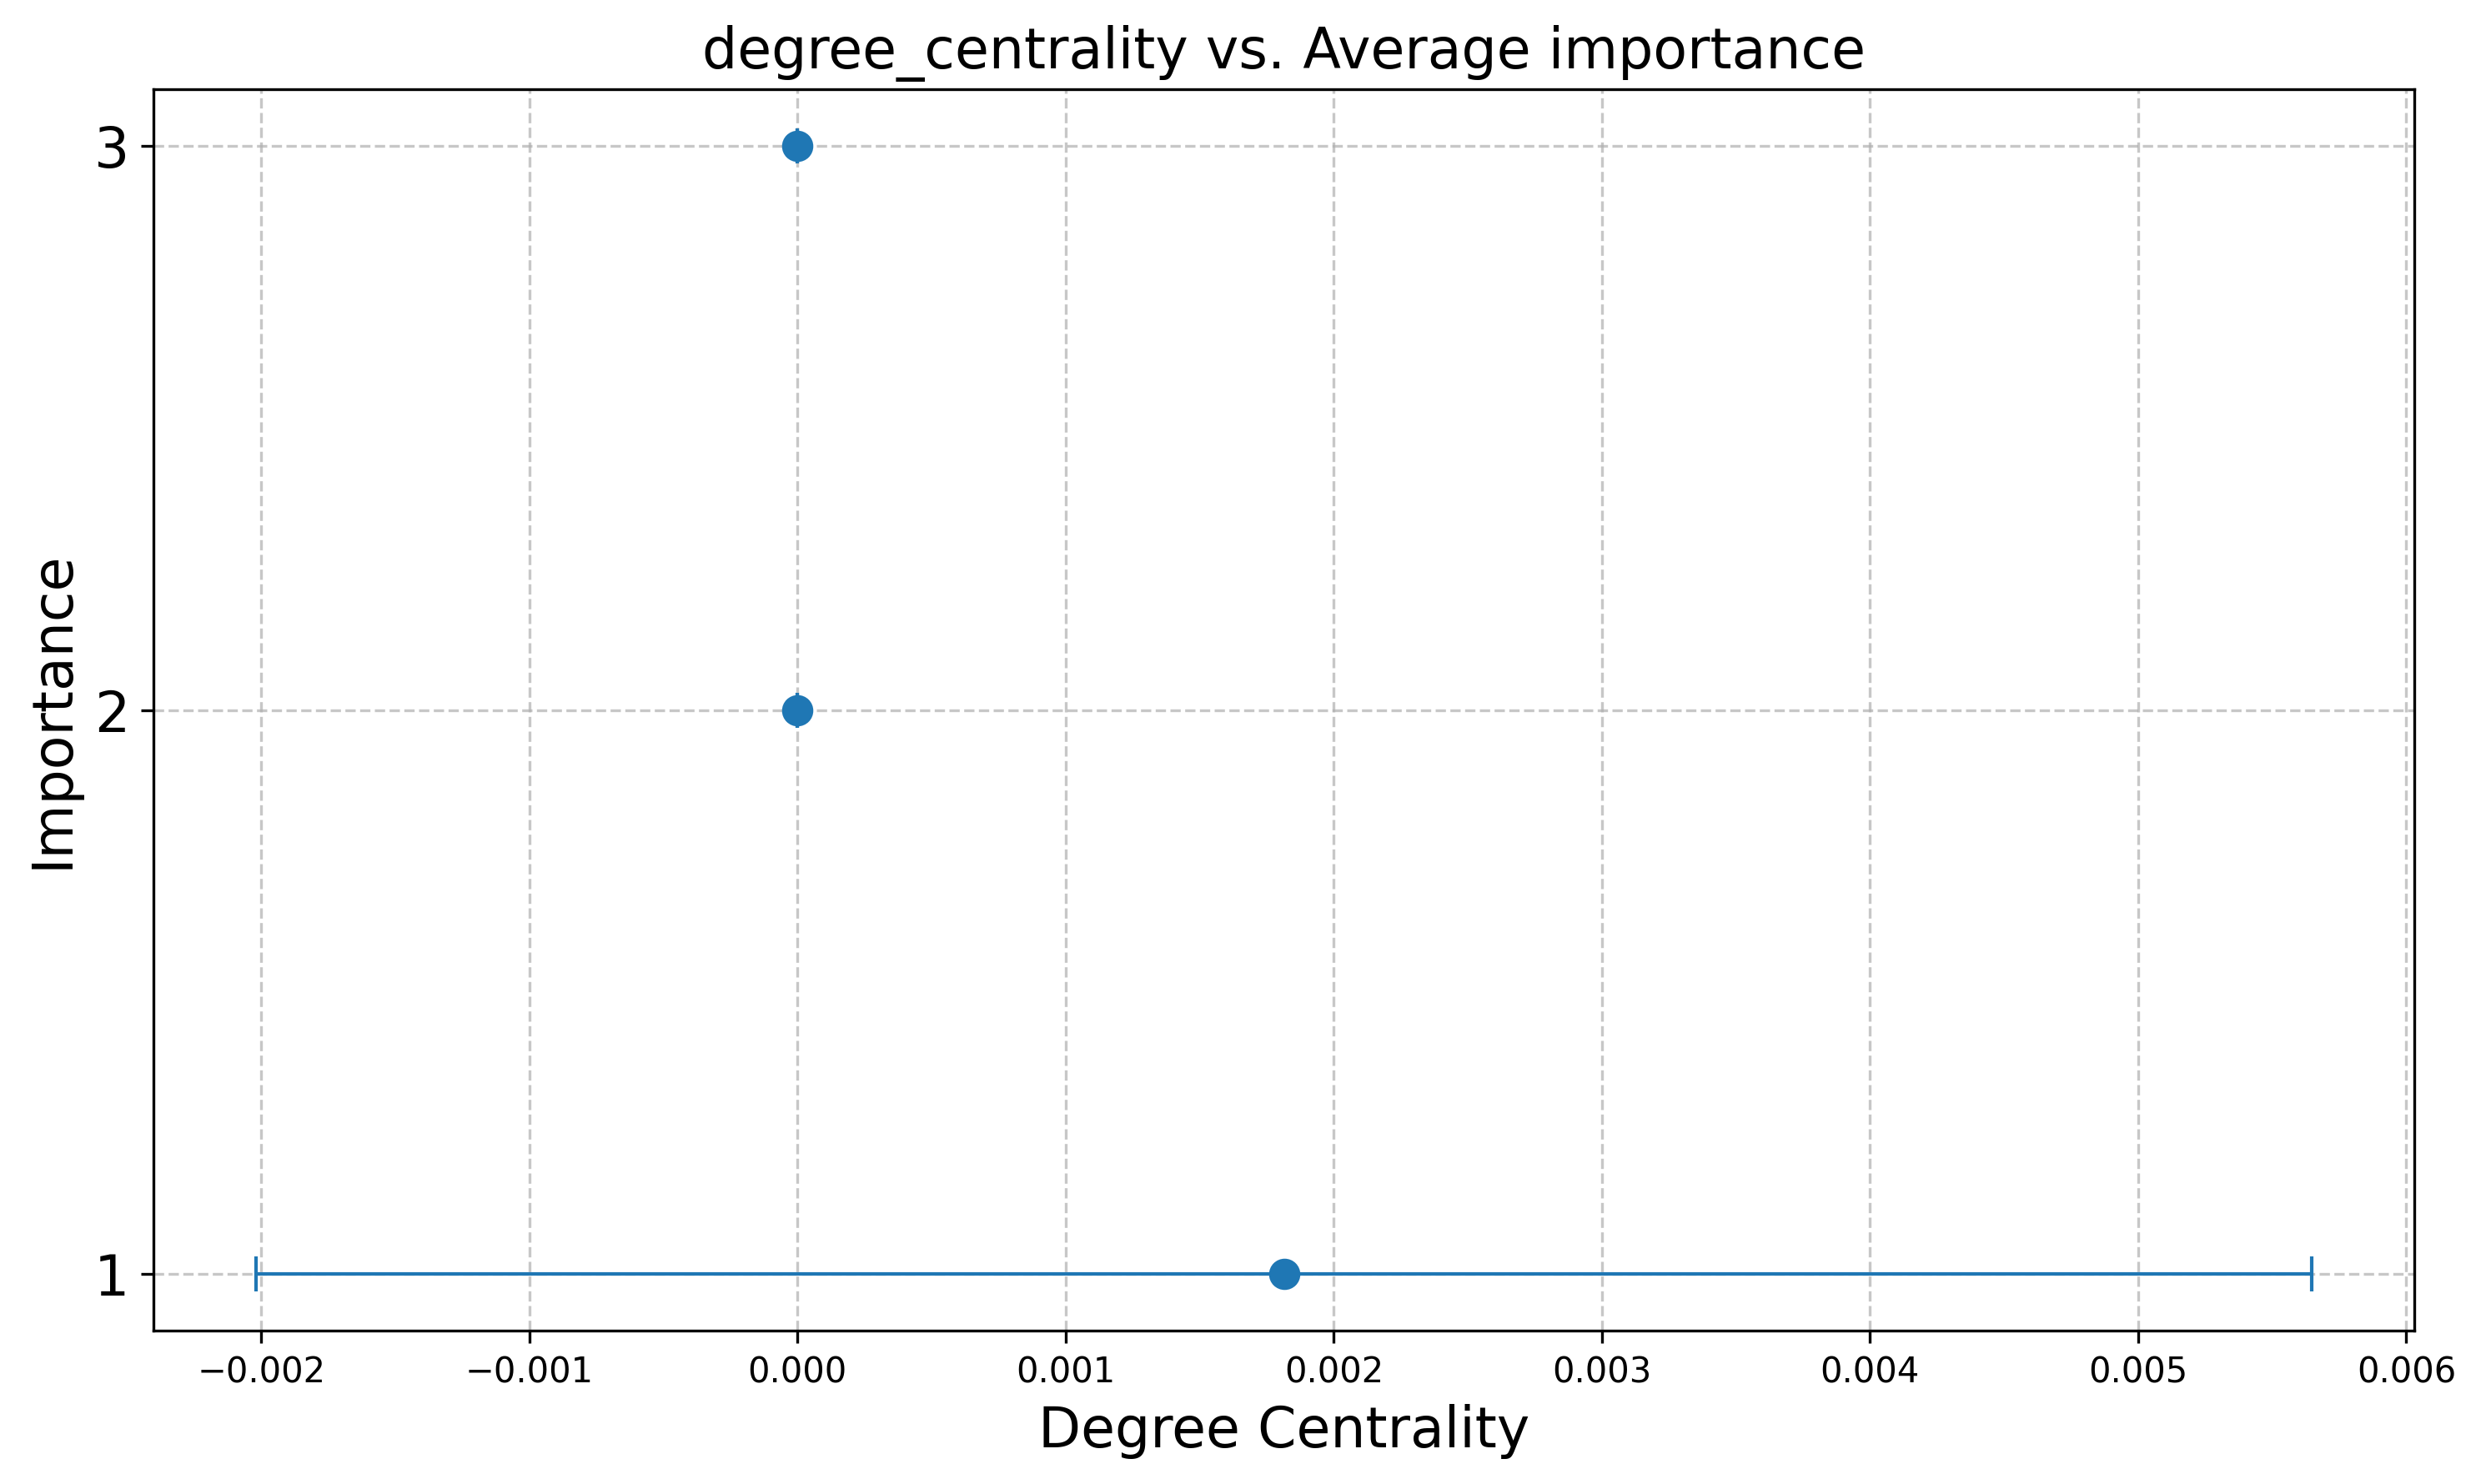 degree_centrality vs. Average importance
3
2
1
Importance
−0.002 −0.001 0.000 0.001 0.002 0.003 0.004 0.005 0.006
Degree Centrality